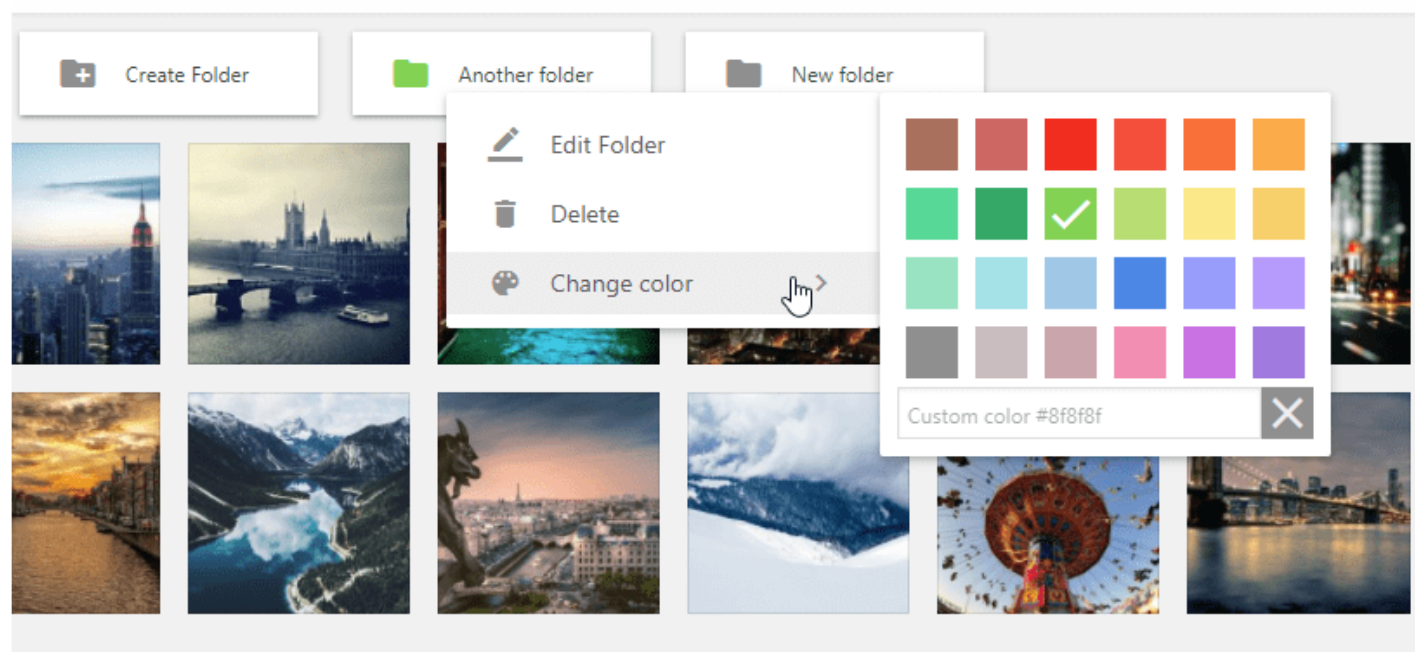 Create Folder
Another folder
New folder
Edit Folder
Delete
Change color
Custom color #8f8f8f